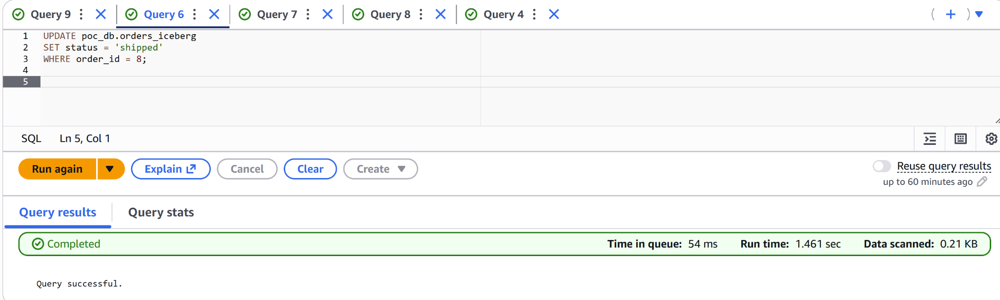 Query 9 Query 6 Query 7 Query 8 Query 4
1 UPDATE poc_db.orders_iceberg
2 SET status = 'shipped'
3 WHERE order_id = 8;
4
5
SQL Ln 5, Col 1
Run again Explain Cancel Clear Create Reuse query results
up to 60 minutes ago
Query results Query stats
Completed Time in queue: 54 ms Run time: 1.461 sec Data scanned: 0.21 KB
Query successful.